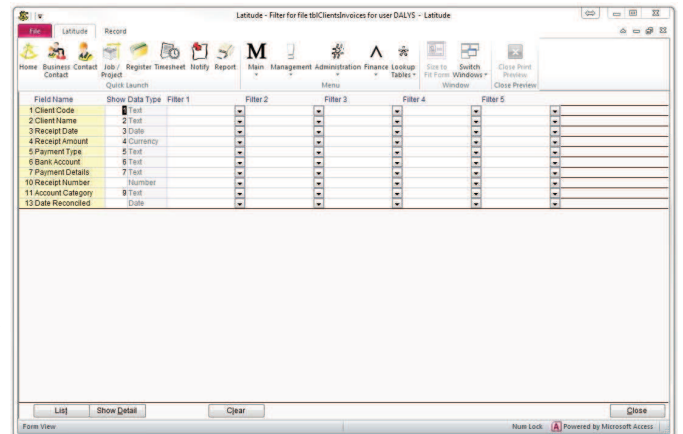 Latitude - Filter for file tblClientsInvoices for user DALYS - Latitude
File Latitude Record
Home Business Contact Contact Job / Project Register Timesheet Notify Report Main Management Administration Finance Lookup Tables Size to Fit Form Switch Windows Close Print Preview
Quick Launch Menu Window Close Preview
Field Name Show Data Type Filter 1 Filter 2 Filter 3 Filter 4 Filter 5
1 Client Code 1 Text
2 Client Name 2 Text
3 Receipt Date 3 Date
4 Receipt Amount 4 Currency
5 Payment Type 5 Text
6 Bank Account 6 Text
7 Payment Details 7 Text
10 Receipt Number Number
11 Account Category 9 Text
13 Date Reconciled Date
List Show Detail Clear Close
Form View Num Lock Powered by Microsoft Access